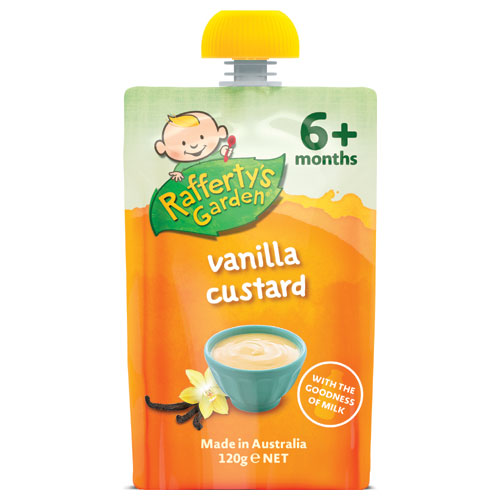 6+
months
Rafferty's
Garden®
vanilla
custard
WITH THE
GOODNESS
OF MILK
Made in Australia
120g e NET